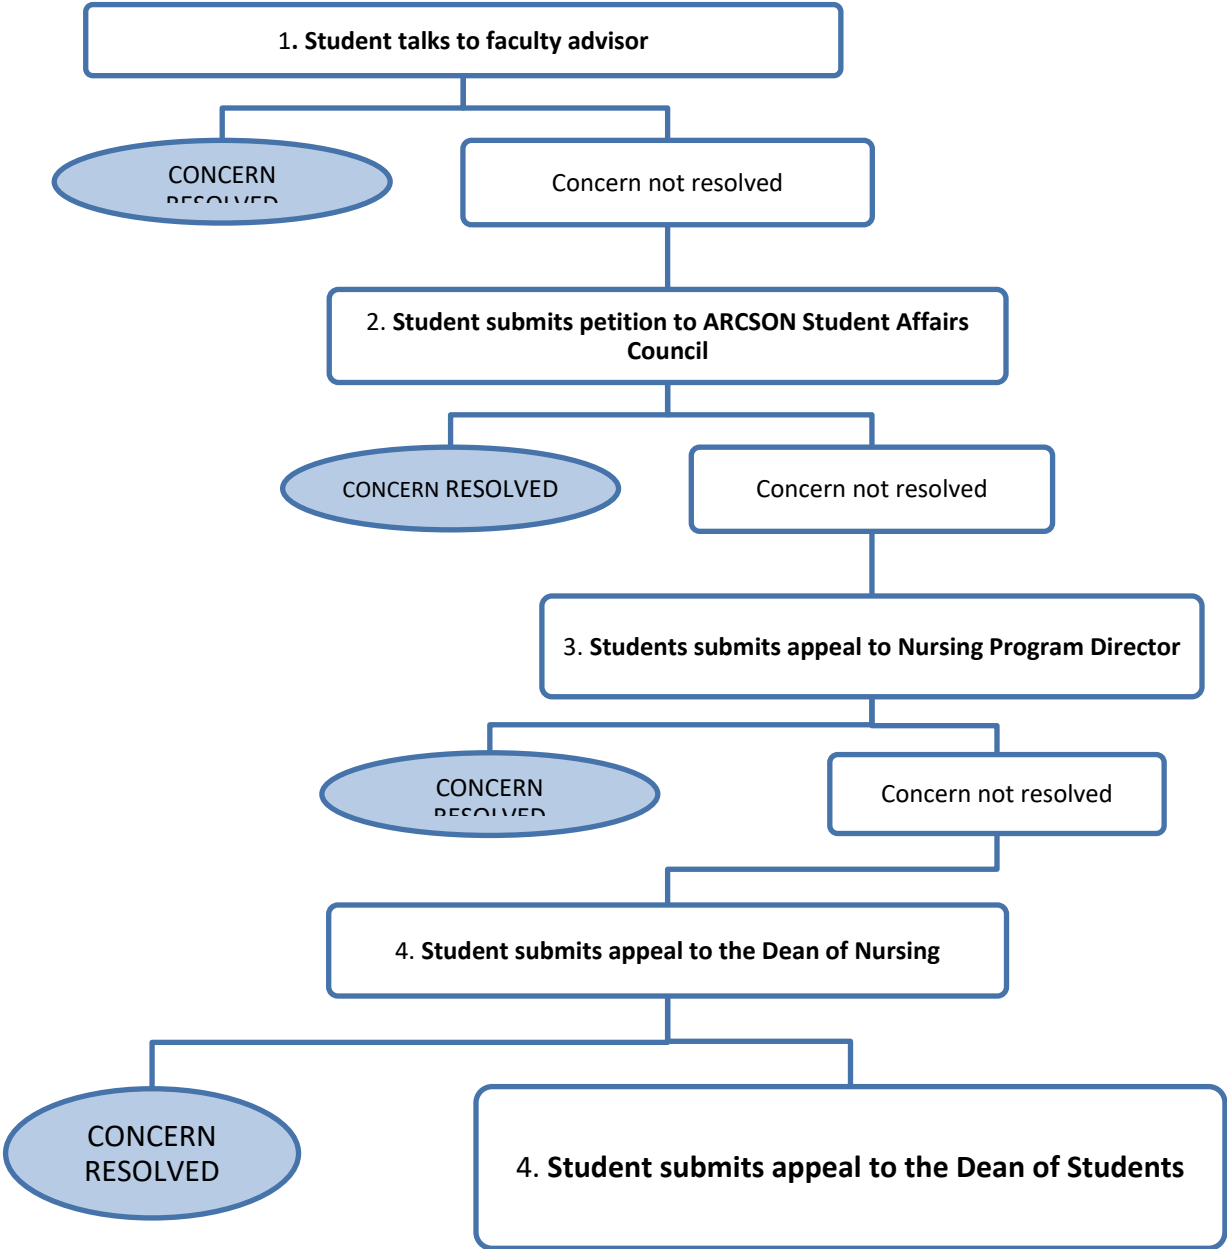 1. Student talks to faculty advisor
CONCERN
Concern not resolved
2. Student submits petition to ARCSON Student Affairs
Council
CONCERN RESOLVED
Concern not resolved
3. Students submits appeal to Nursing Program Director
CONCERN
Concern not resolved
4. Student submits appeal to the Dean of Nursing
CONCERN
RESOLVED
4. Student submits appeal to the Dean of Students